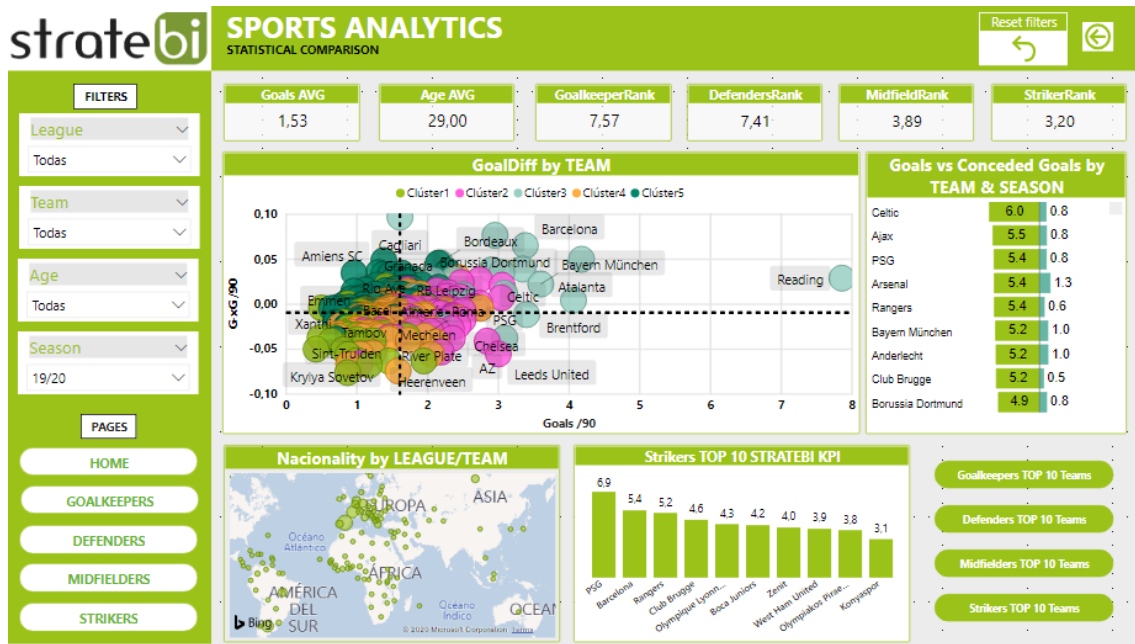 stratebi
SPORTS ANALYTICS
STATISTICAL COMPARISON
Reset filters
FILTERS
League
Todas
Team
Todas
Age
Todas
Season
19/20
PAGES
HOME
GOALKEEPERS
DEFENDERS
MIDFIELDERS
STRIKERS
Goals AVG
1,53
Age AVG
29,00
GoalkeeperRank
7,57
DefendersRank
7,41
MidfieldRank
3,89
StrikerRank
3,20
GoalDiff by TEAM
Clúster1 Clúster2 Clúster3 Clúster4 Clúster5
G-xG /90
0,10
0,05
0,00
-0,05
-0,10
0 1 2 3 4 5 6 7 8
Goals /90
Barcelona
Cagliari
Bordeaux
Amiens SC
Granada
Borussia Dortmund
Bayern München
Reading
Rio Ave
RB Leipzig
Atalanta
Emmen
Celtic
Basel
Almería
Roma
Xanthi
PSG
Brentford
Tambov
Mechelen
Chelsea
Sint-Truiden
River Plate
AZ
Leeds United
Krylya Sovetov
Heerenveen
Goals vs Conceded Goals by
TEAM & SEASON
Celtic 6.0 0.8
Ajax 5.5 0.8
PSG 5.4 0.8
Arsenal 5.4 1.3
Rangers 5.4 0.6
Bayern München 5.2 1.0
Anderlecht 5.2 1.0
Club Brugge 5.2 0.5
Borussia Dortmund 4.9 0.8
Nacionality by LEAGUE/TEAM
EUROPA
ASIA
Océano
Atlántico
ÁFRICA
AMÉRICA
DEL
SUR
Océano
Índico
OCEAN
Bing
© 2020 Microsoft Corporation Terms
Strikers TOP 10 STRATEBI KPI
6.9
5.4
5.2
4.6
4.3
4.2
4.0
3.9
3.8
3.1
PSG
Barcelona
Rangers
Club Brugge
Olympique Lyonn...
Boca Juniors
Zenit
West Ham United
Olympiakos Pirae...
Konyaspor
Goalkeepers TOP 10 Teams
Defenders TOP 10 Teams
Midfielders TOP 10 Teams
Strikers TOP 10 Teams